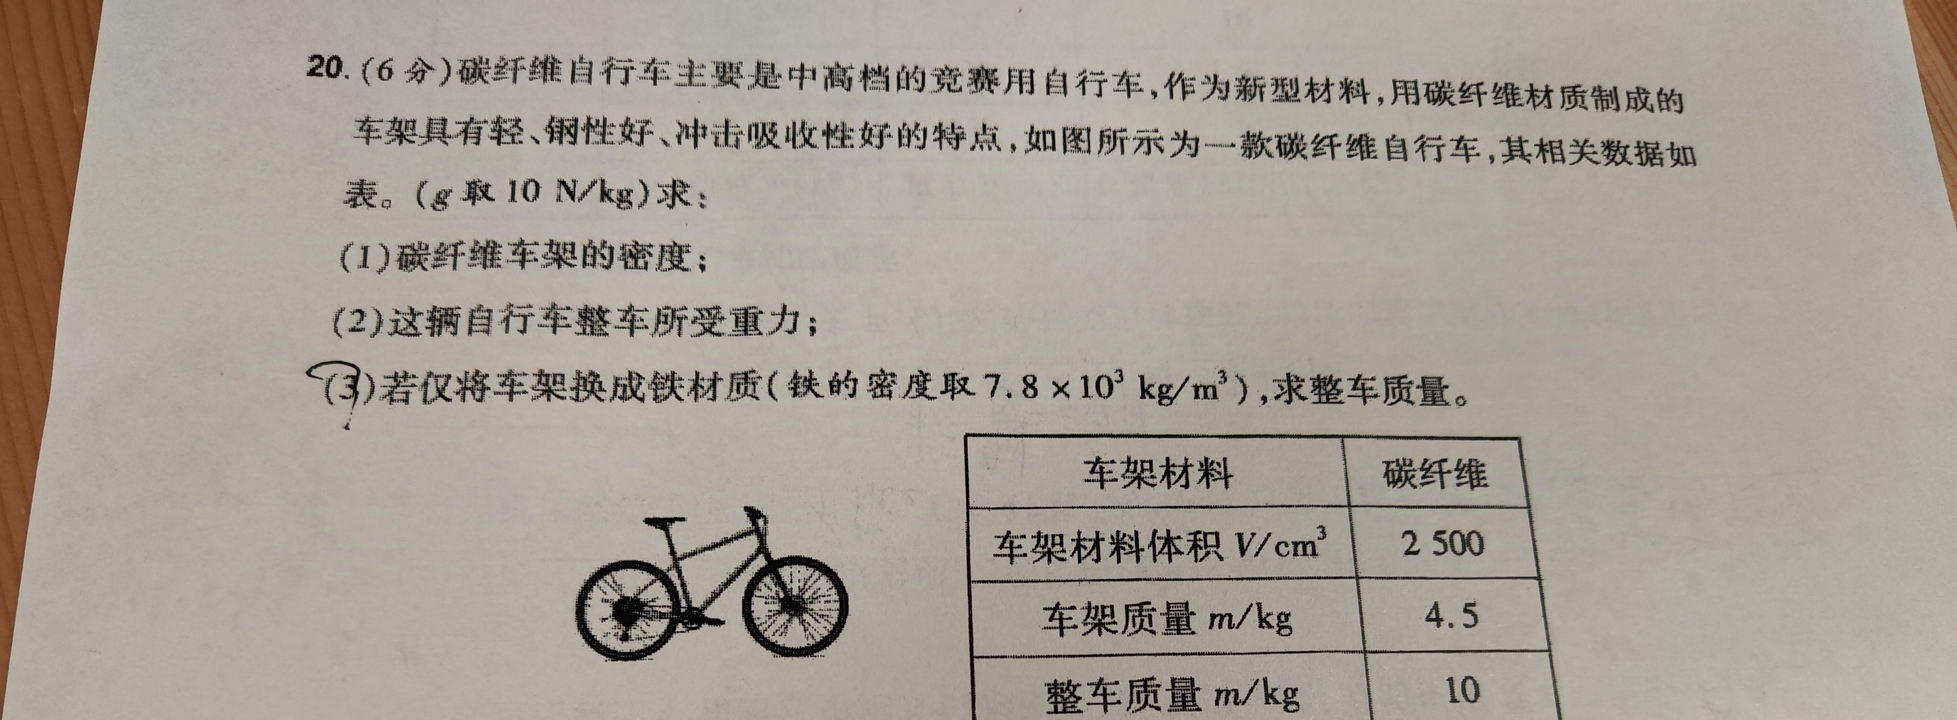 20. (6 分)碳纤维自行车主要是中高档的竞赛用自行车,作为新型材料,用碳纤维材质制成的
车架具有轻、钢性好、冲击吸收性好的特点,如图所示为一款碳纤维自行车,其相关数据如
表。(g 取 10 N/kg)求:
(1)碳纤维车架的密度;
(2)这辆自行车整车所受重力;
(3)若仅将车架换成铁材质(铁的密度取 7.8×10³ kg/m³),求整车质量。
车架材料 碳纤维
车架材料体积 V/cm³ 2 500
车架质量 m/kg 4.5
整车质量 m/kg 10